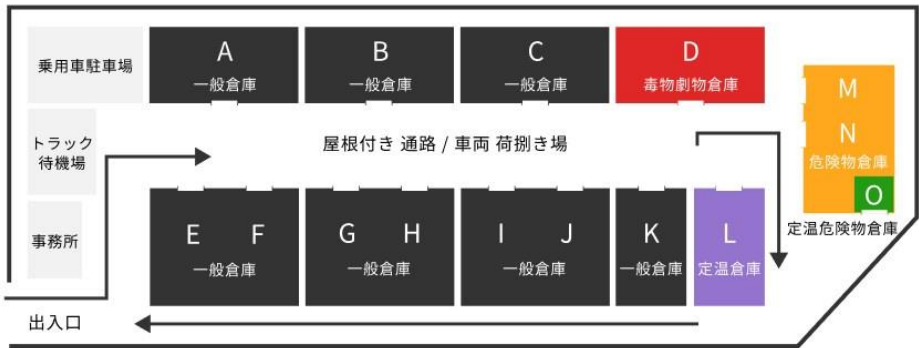 乗用車駐車場
A
一般倉庫
B
一般倉庫
C
一般倉庫
D
毒物劇物倉庫
M
N
危険物倉庫
O
定温危険物倉庫
トラック
待機場
屋根付き 通路 / 車両 荷捌き場
事務所
E F
一般倉庫
G H
一般倉庫
I J
一般倉庫
K
一般倉庫
L
定温倉庫
出入口